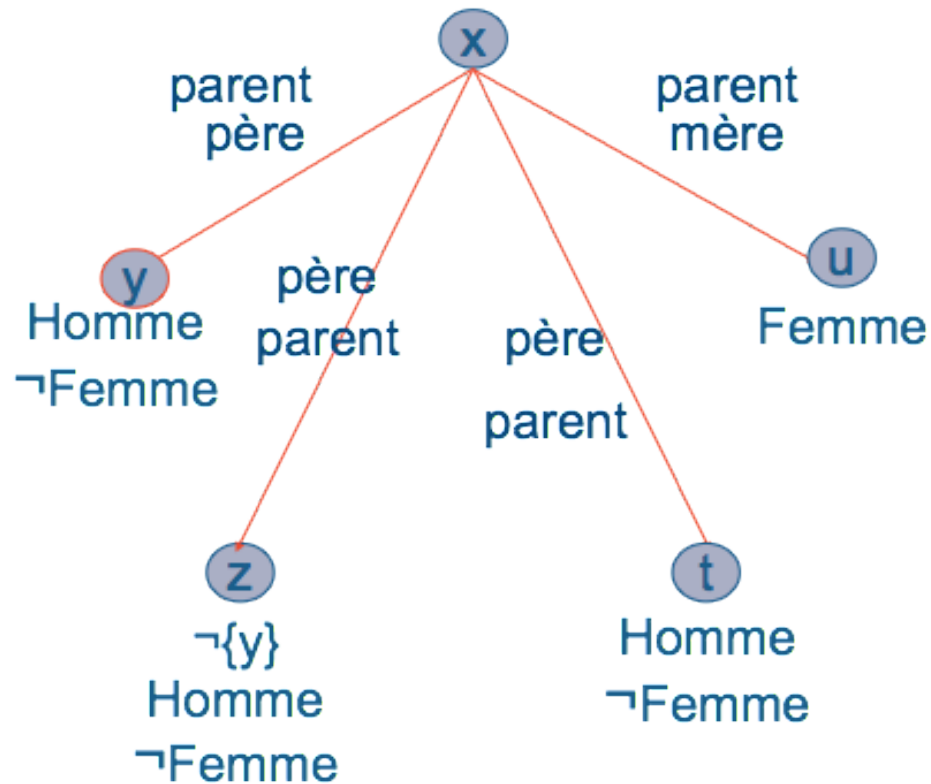 x
parent
père
parent
mère
y
Homme
¬Femme
père
parent
père
parent
u
Femme
z
¬{y}
Homme
¬Femme
t
Homme
¬Femme